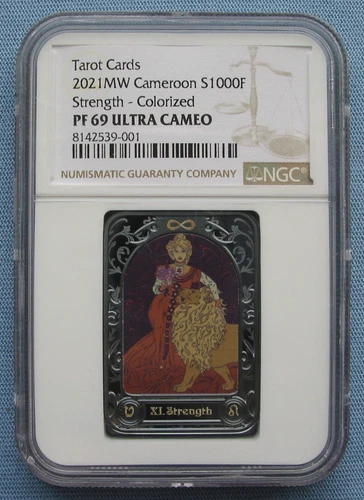 Tarot Cards
2021MW Cameroon S1000F
Strength - Colorized
PF 69 ULTRA CAMEO
8142539-001
NUMISMATIC GUARANTY COMPANY
NGC
XI. Strength